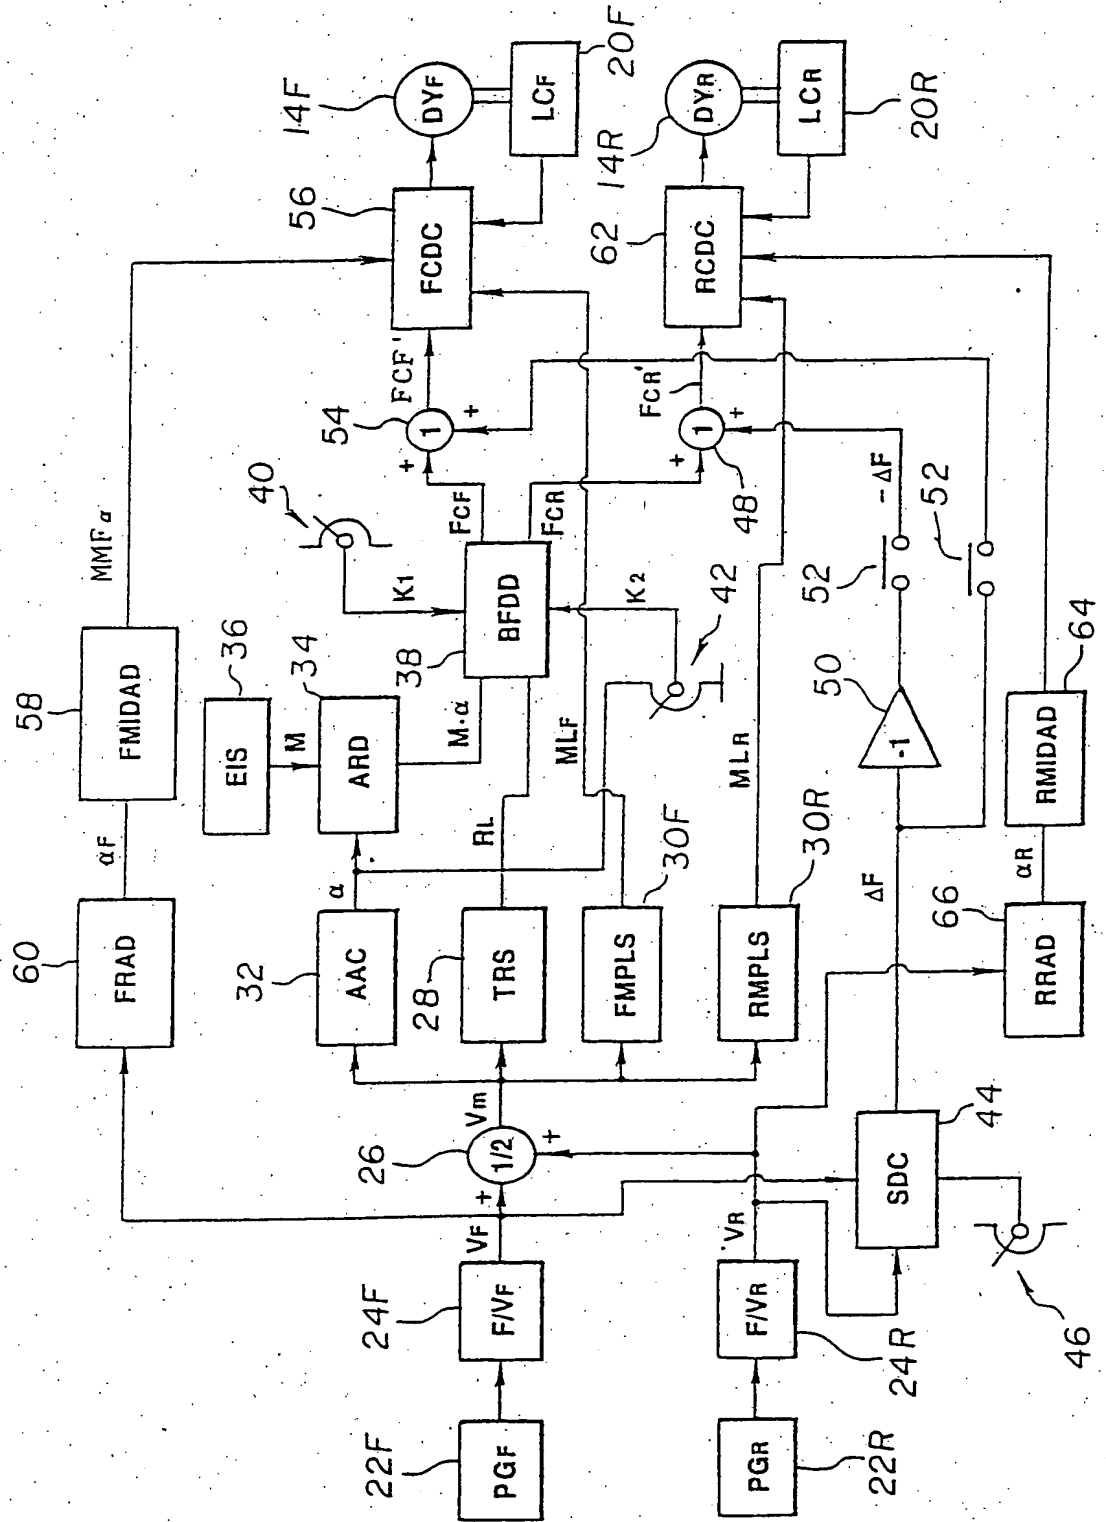 22F
PGF
24F
F/VF
VF
+
26
1/2
+
Vm
22R
PGR
24R
F/VR
VR
44
SDC
46
60
FRAD
αF
58
FMIDAD
MMFα
32
AAC
α
36
EIS
M
34
ARD
M·α
28
TRS
RL
30F
FMPLS
MLF
30R
RMPLS
MLR
66
RRAD
αR
64
RMIDAD
ΔF
50
-1
52
-ΔF
52
38
BFDD
40
K1
42
K2
FCF
FCR
54
1
+
+
FCF'
48
1
+
+
FCR'
56
FCDC
62
RCDC
14F
DYF
20F
LCF
14R
DYR
20R
LCR